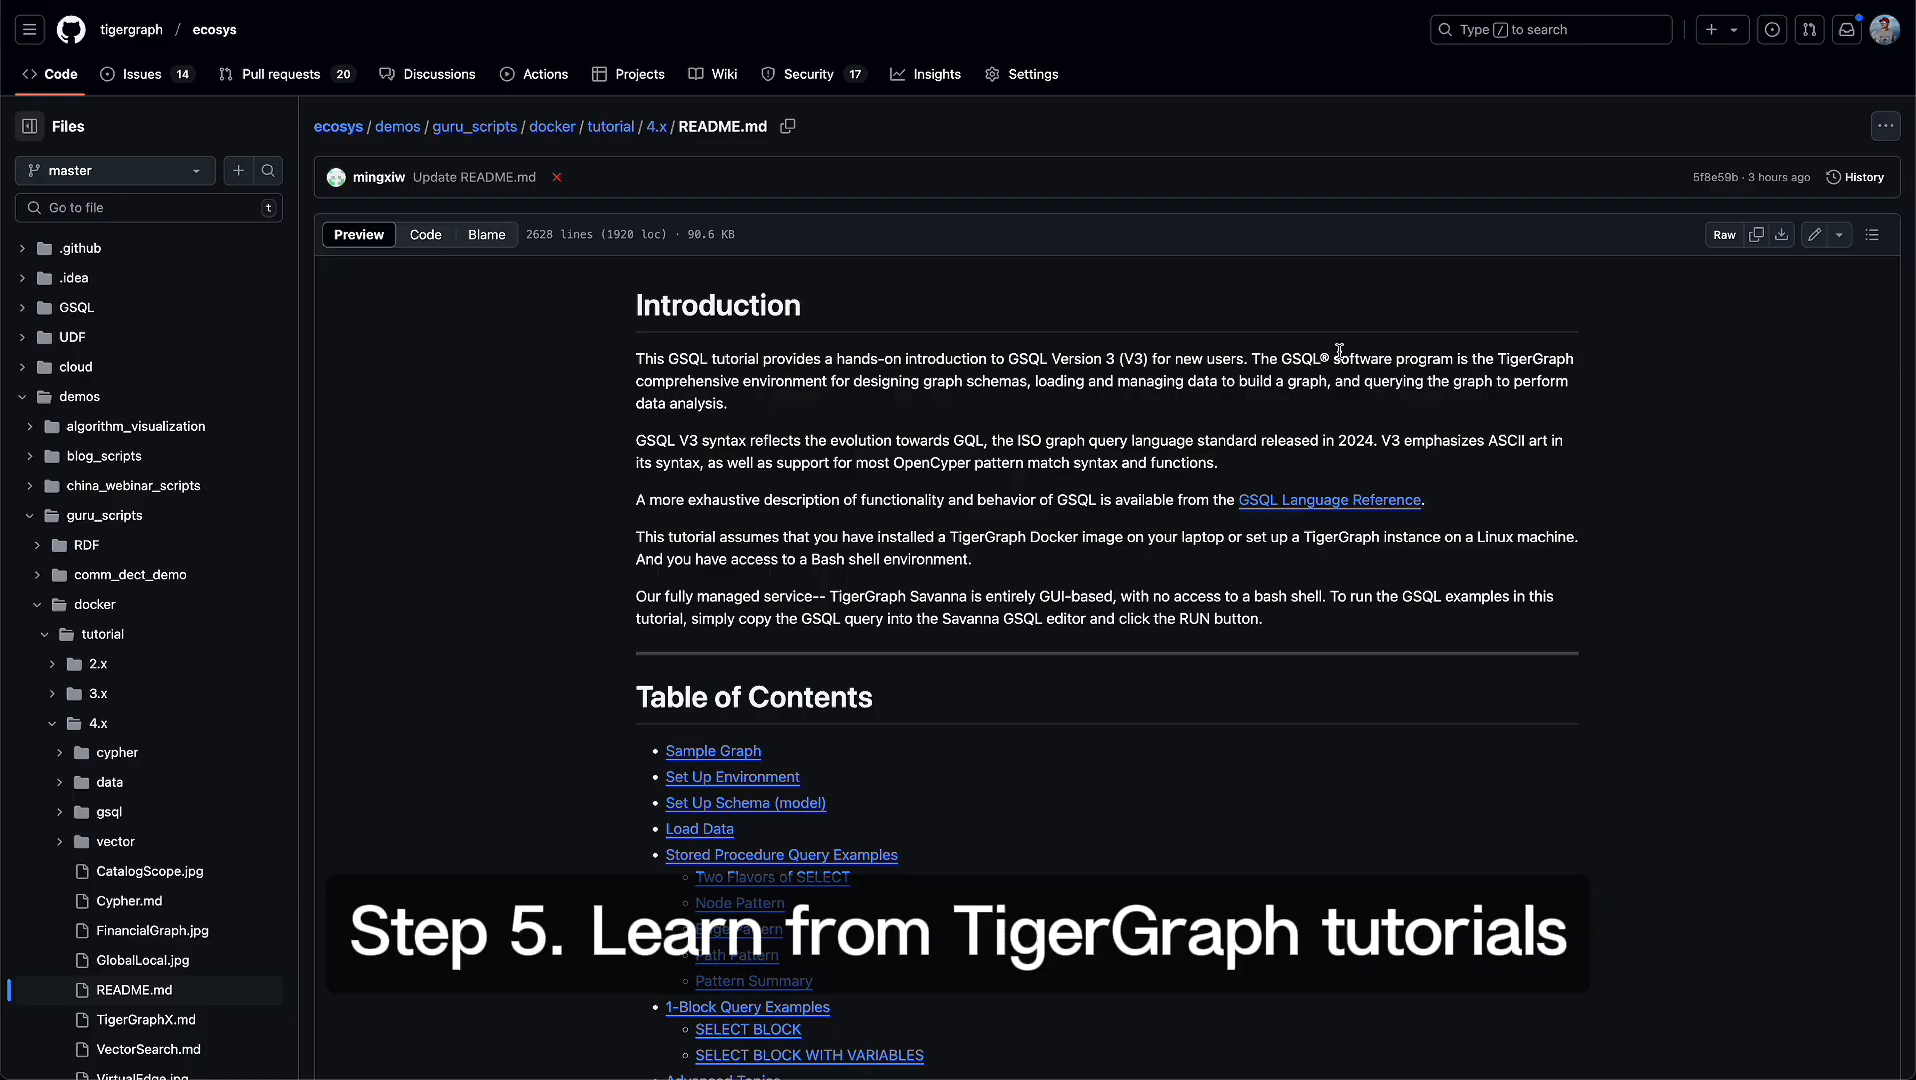 tigergraph / ecosys
Type / to search
Code
Issues 14
Pull requests 20
Discussions
Actions
Projects
Wiki
Security 17
Insights
Settings
Files
master
Go to file
t
.github
.idea
GSQL
UDF
cloud
demos
algorithm_visualization
blog_scripts
china_webinar_scripts
guru_scripts
RDF
comm_dect_demo
docker
tutorial
2.x
3.x
4.x
cypher
data
gsql
vector
CatalogScope.jpg
Cypher.md
FinancialGraph.jpg
GlobalLocal.jpg
README.md
TigerGraphX.md
VectorSearch.md
VirtualEdge.jpg
ecosys / demos / guru_scripts / docker / tutorial / 4.x / README.md
mingxiw Update README.md
5f8e59b · 3 hours ago
History
Preview
Code
Blame
2628 lines (1920 loc) · 90.6 KB
Raw
Introduction
This GSQL tutorial provides a hands-on introduction to GSQL Version 3 (V3) for new users. The GSQL® software program is the TigerGraph
comprehensive environment for designing graph schemas, loading and managing data to build a graph, and querying the graph to perform
data analysis.
GSQL V3 syntax reflects the evolution towards GQL, the ISO graph query language standard released in 2024. V3 emphasizes ASCII art in
its syntax, as well as support for most OpenCyper pattern match syntax and functions.
A more exhaustive description of functionality and behavior of GSQL is available from the GSQL Language Reference.
This tutorial assumes that you have installed a TigerGraph Docker image on your laptop or set up a TigerGraph instance on a Linux machine.
And you have access to a Bash shell environment.
Our fully managed service-- TigerGraph Savanna is entirely GUI-based, with no access to a bash shell. To run the GSQL examples in this
tutorial, simply copy the GSQL query into the Savanna GSQL editor and click the RUN button.
Table of Contents
Sample Graph
Set Up Environment
Set Up Schema (model)
Load Data
Stored Procedure Query Examples
Two Flavors of SELECT
Node Pattern
Edge Pattern
Path Pattern
Pattern Summary
1-Block Query Examples
SELECT BLOCK
SELECT BLOCK WITH VARIABLES
Advanced Topics
Step 5. Learn from TigerGraph tutorials